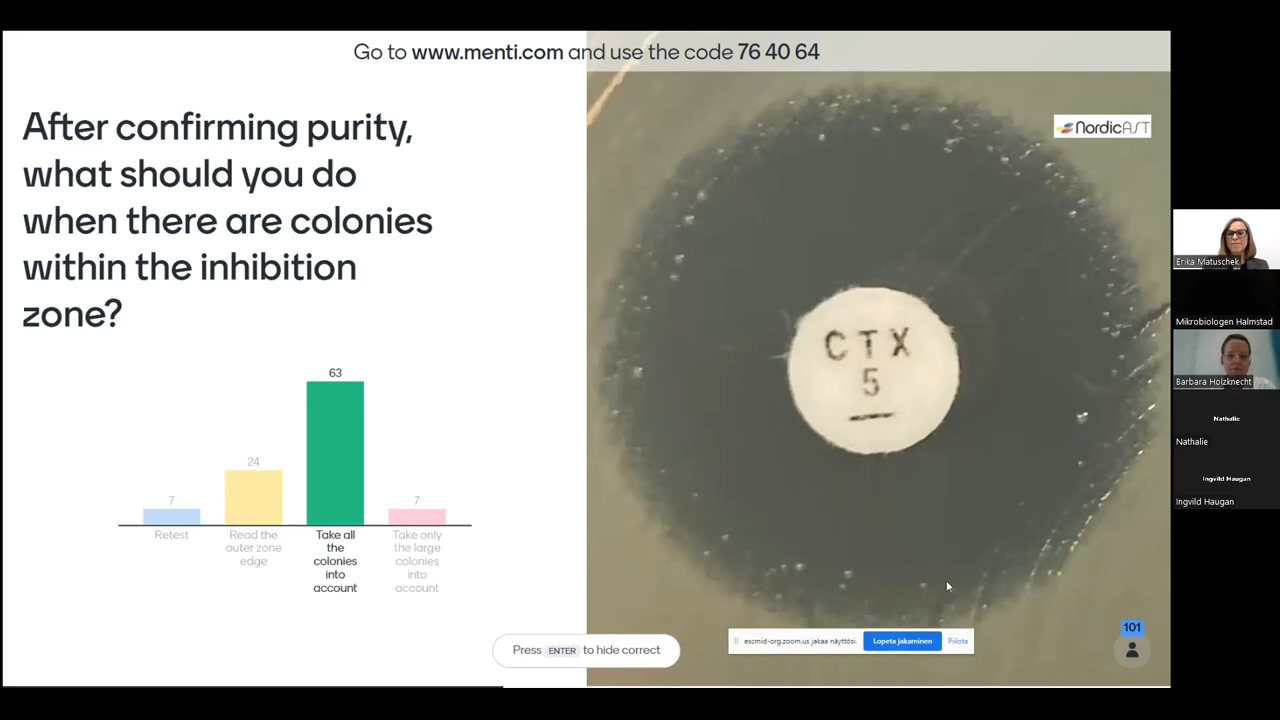 Go to www.menti.com and use the code 76 40 64
After confirming purity,
what should you do
when there are colonies
within the inhibition
zone?
63
24
7
7
Retest
Read the
outer zone
edge
Take all
the
colonies
into
account
Take only
the large
colonies
into
account
Press ENTER to hide correct
NordicAST
CTX
5
escmid-org.zoom.us jakaa näyttösi.
Lopeta jakaminen
Piilota
101
Erika Matuschek
Mikrobiologen Halmstad
Barbara Holzknecht
Nathalie
Nathalie
Ingvild Haugan
Ingvild Haugan